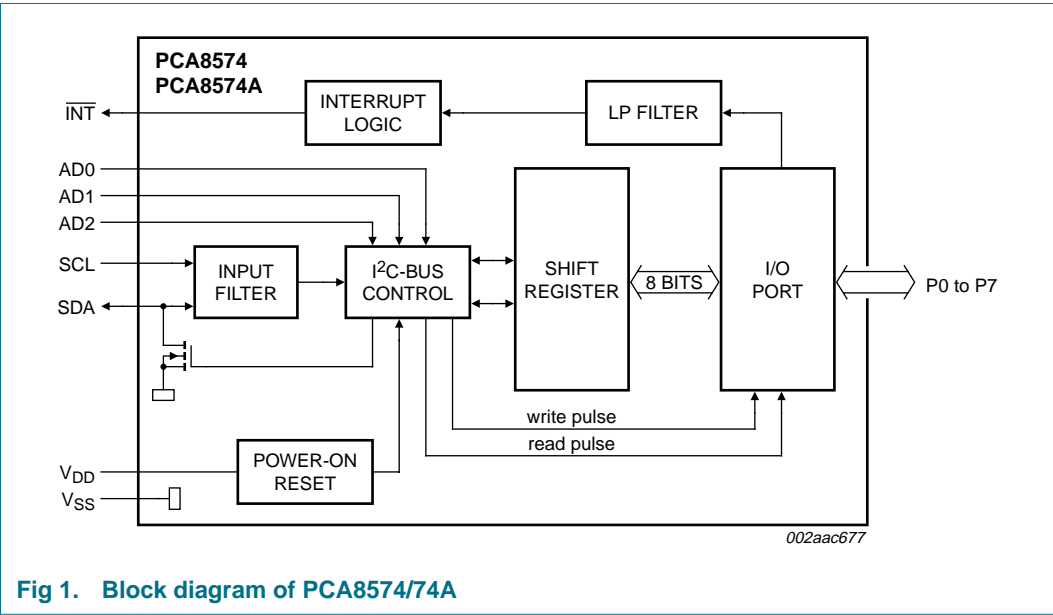 PCA8574
PCA8574A
INT
INTERRUPT
LOGIC
LP FILTER
AD0
AD1
AD2
SCL
SDA
INPUT
FILTER
I²C-BUS
CONTROL
SHIFT
REGISTER
8 BITS
I/O
PORT
P0 to P7
write pulse
read pulse
POWER-ON
RESET
VDD
VSS
002aac677
Fig 1. Block diagram of PCA8574/74A